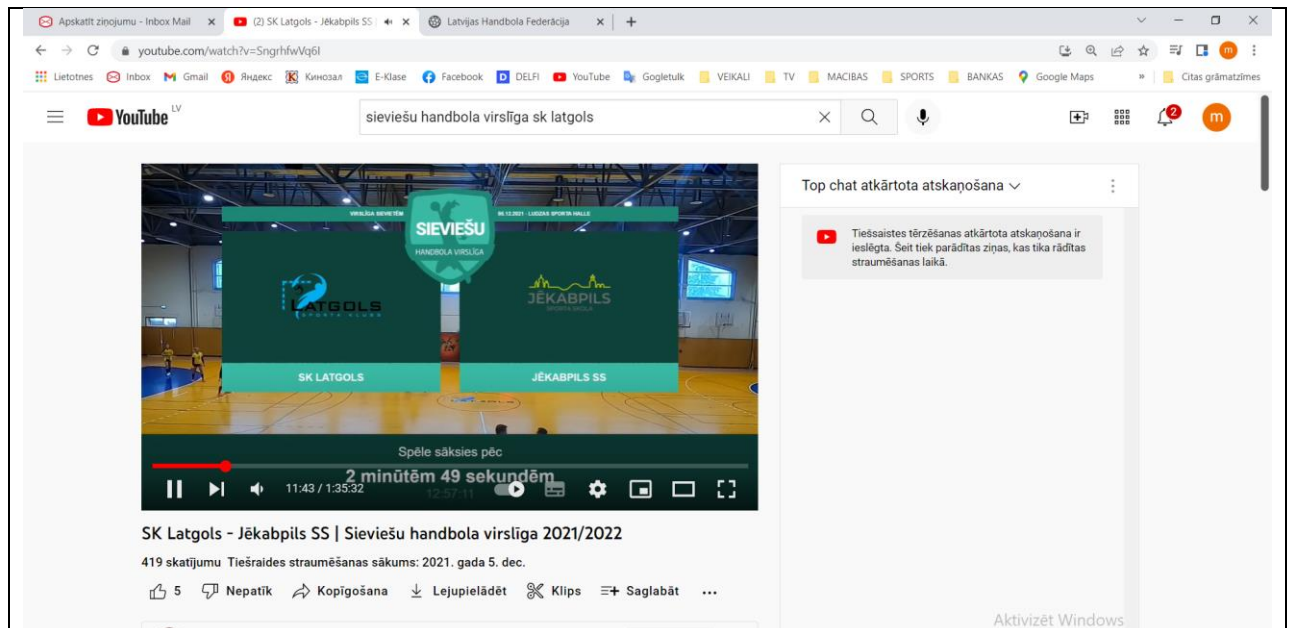 Apskatīt ziņojumu - Inbox Mail
(2) SK Latgols - Jēkabpils SS |
Latvijas Handbola Federācija
youtube.com/watch?v=SngrhfwVq6I
Lietotnes Inbox Gmail Яндекс Кинозал E-Klase Facebook DELFI YouTube Gogletulk VEIKALI TV MACIBAS SPORTS BANKAS Google Maps » Citas grāmatzīmes
YouTube LV
sieviešu handbola virslīga sk latgols
2
m
VIRSLĪGA SIEVIETĒM
SIEVIEŠU
HANDBOLA VIRSLĪGA
LATGOLS
SPORTA KLUBS
JĒKABPILS
SPORTA SKOLA
SK LATGOLS
JĒKABPILS SS
Spēle sāksies pēc
2 minūtēm 49 sekundēm
12:57:11
11:43 / 1:35:32
Top chat atkārtota atskaņošana
Tiešsaistes tērzēšanas atkārtota atskaņošana ir
ieslēgta. Šeit tiek parādītas ziņas, kas tika rādītas
straumēšanas laikā.
SK Latgols - Jēkabpils SS | Sieviešu handbola virslīga 2021/2022
419 skatījumu Tiešraides straumēšanas sākums: 2021. gada 5. dec.
5 Nepatīk Kopīgošana Lejupielādēt Klips Saglabāt ...
Aktivizēt Windows